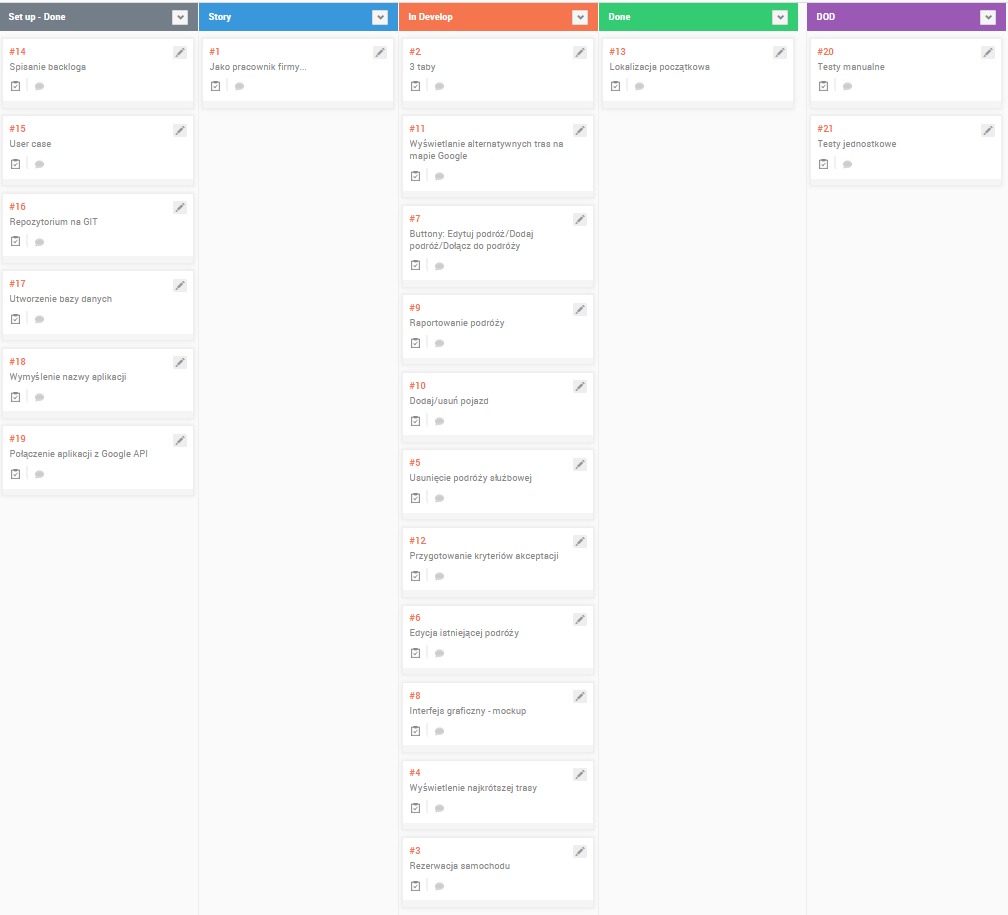 Set up - Done
#14
Spisanie backloga
#15
User case
#16
Repozytorium na GIT
#17
Utworzenie bazy danych
#18
Wymyślenie nazwy aplikacji
#19
Połączenie aplikacji z Google API
Story
#1
Jako pracownik firmy...
In Develop
#2
3 taby
#11
Wyświetlanie alternatywnych tras na
mapie Google
#7
Buttony: Edytuj podróż/Dodaj
podróż/Dołącz do podróży
#9
Raportowanie podróży
#10
Dodaj/usuń pojazd
#5
Usunięcie podróży służbowej
#12
Przygotowanie kryteriów akceptacji
#6
Edycja istniejącej podróży
#8
Interfejs graficzny - mockup
#4
Wyświetlenie najkrótszej trasy
#3
Rezerwacja samochodu
Done
#13
Lokalizacja początkowa
DOD
#20
Testy manualne
#21
Testy jednostkowe